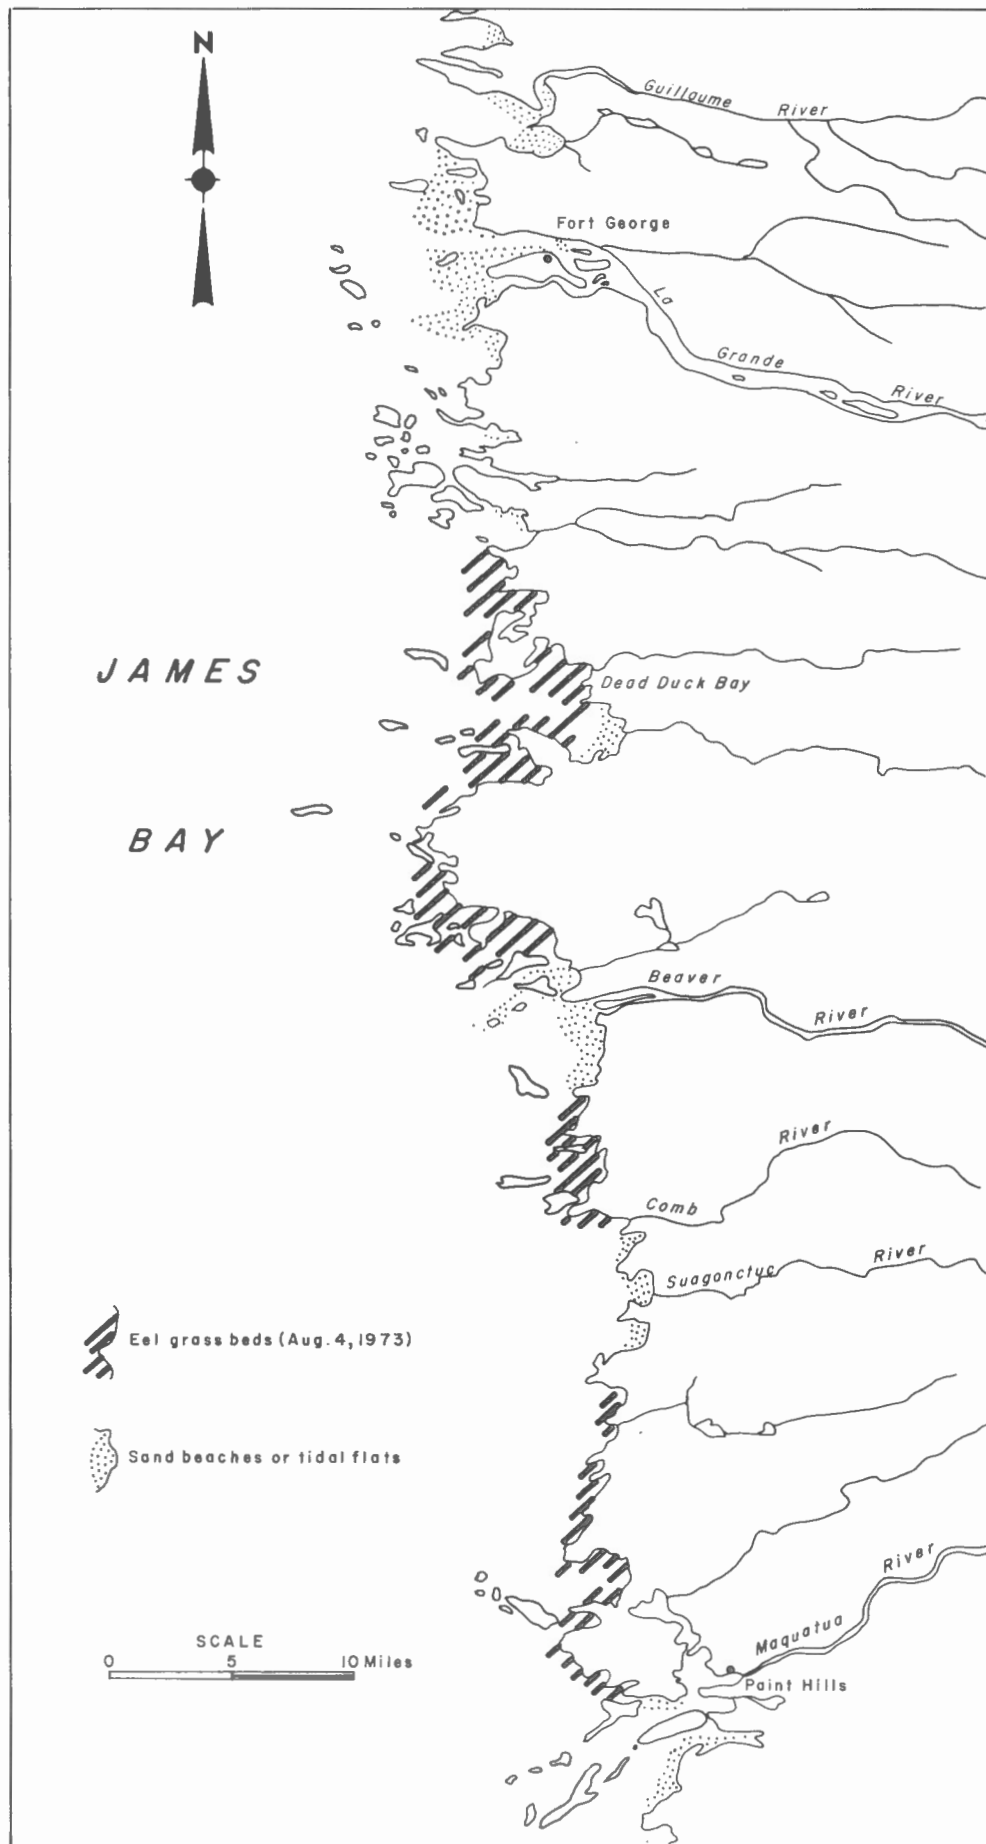 N
Guillaume River
Fort George
La Grande River
JAMES
Dead Duck Bay
BAY
Beaver River
River
Comb
Suagonctuc River
Eel grass beds (Aug. 4, 1973)
Sand beaches or tidal flats
River
Maquatua
SCALE
0 5 10 Miles
Paint Hills